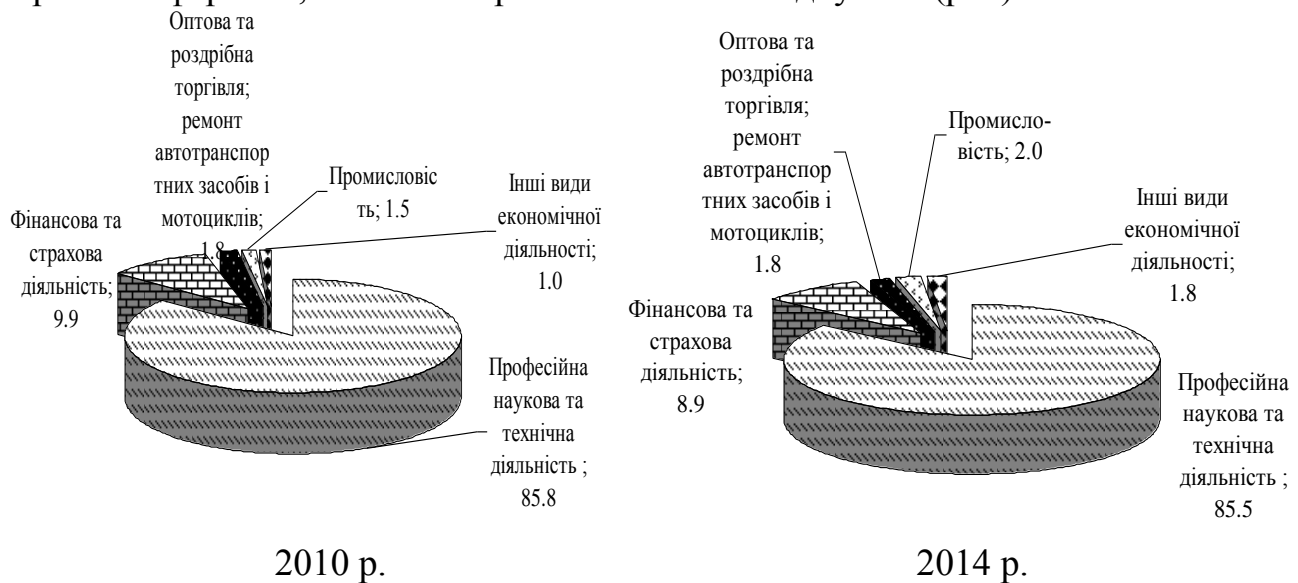 Оптова та
роздрібна
торгівля;
ремонт
автотранспор
тних засобів і
мотоциклів;
1.8
Промисловіс
ть; 1.5
Інші види
економічної
діяльності;
1.0
Фінансова та
страхова
діяльність;
9.9
Професійна
наукова та
технічна
діяльність ;
85.8
2010 р.
Оптова та
роздрібна
торгівля;
ремонт
автотранспор
тних засобів і
мотоциклів;
1.8
Промисло-
вість; 2.0
Інші види
економічної
діяльності;
1.8
Фінансова та
страхова
діяльність;
8.9
Професійна
наукова та
технічна
діяльність ;
85.5
2014 р.